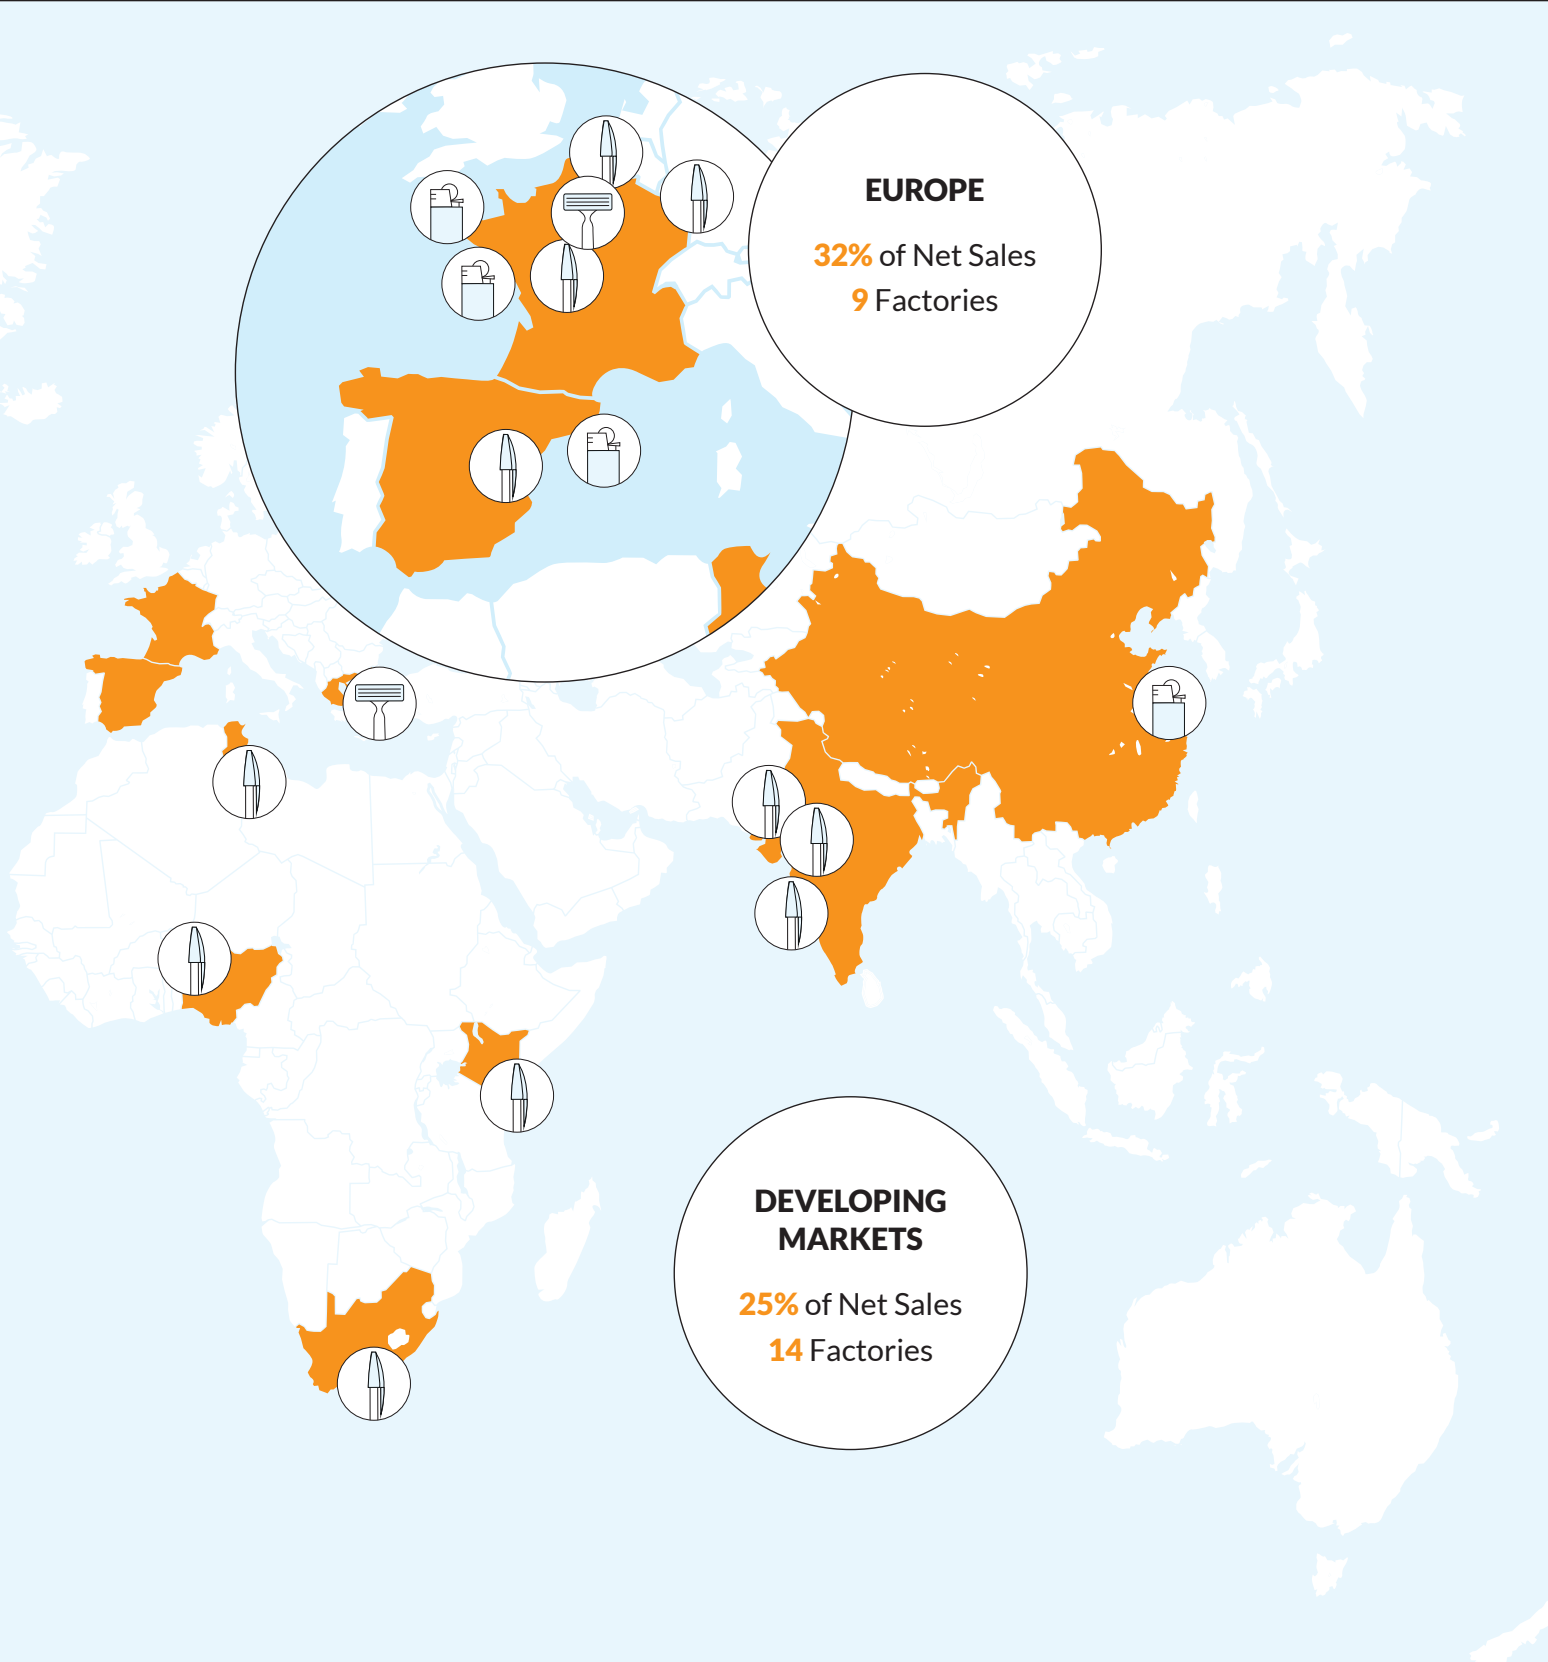 EUROPE
32% of Net Sales
9 Factories
DEVELOPING
MARKETS
25% of Net Sales
14 Factories